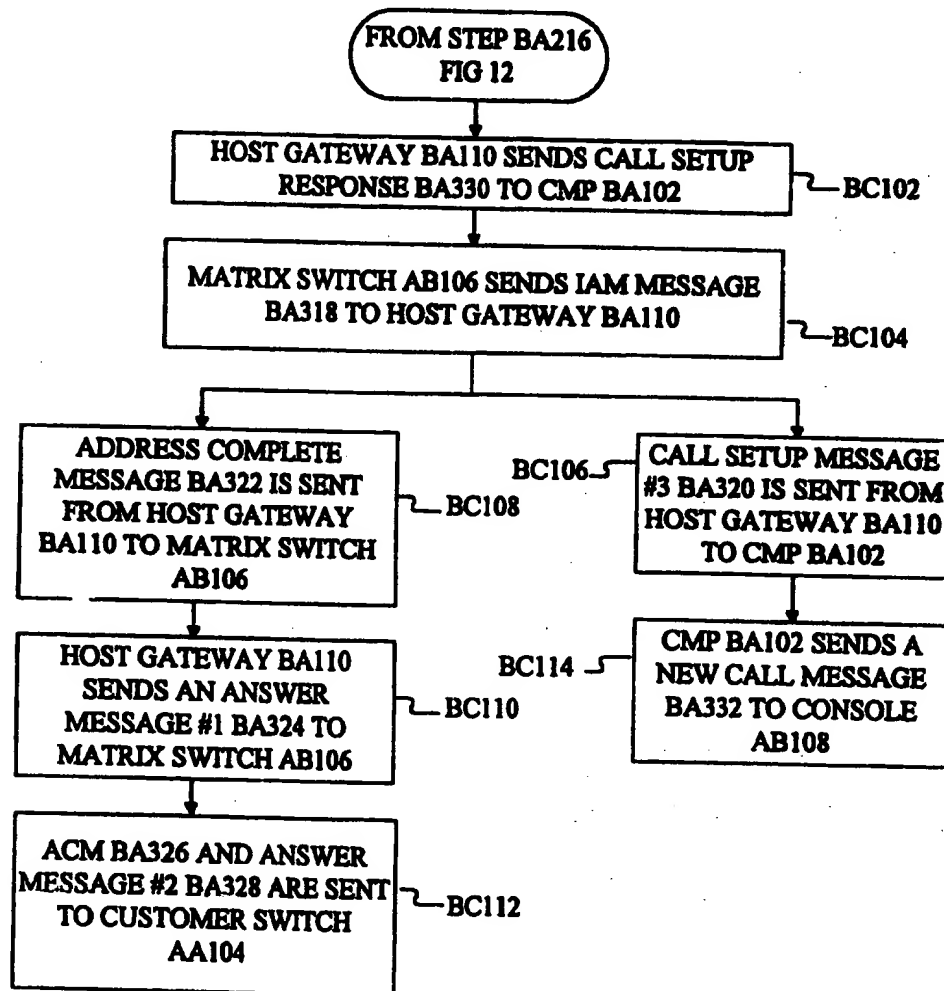 FROM STEP BA216
FIG 12
HOST GATEWAY BA110 SENDS CALL SETUP
RESPONSE BA330 TO CMP BA102
BC102
MATRIX SWITCH AB106 SENDS IAM MESSAGE
BA318 TO HOST GATEWAY BA110
BC104
ADDRESS COMPLETE
MESSAGE BA322 IS SENT
FROM HOST GATEWAY
BA110 TO MATRIX SWITCH
AB106
BC108
BC106
CALL SETUP MESSAGE
#3 BA320 IS SENT FROM
HOST GATEWAY BA110
TO CMP BA102
HOST GATEWAY BA110
SENDS AN ANSWER
MESSAGE #1 BA324 TO
MATRIX SWITCH AB106
BC110
BC114
CMP BA102 SENDS A
NEW CALL MESSAGE
BA332 TO CONSOLE
AB108
ACM BA326 AND ANSWER
MESSAGE #2 BA328 ARE SENT
TO CUSTOMER SWITCH
AA104
BC112